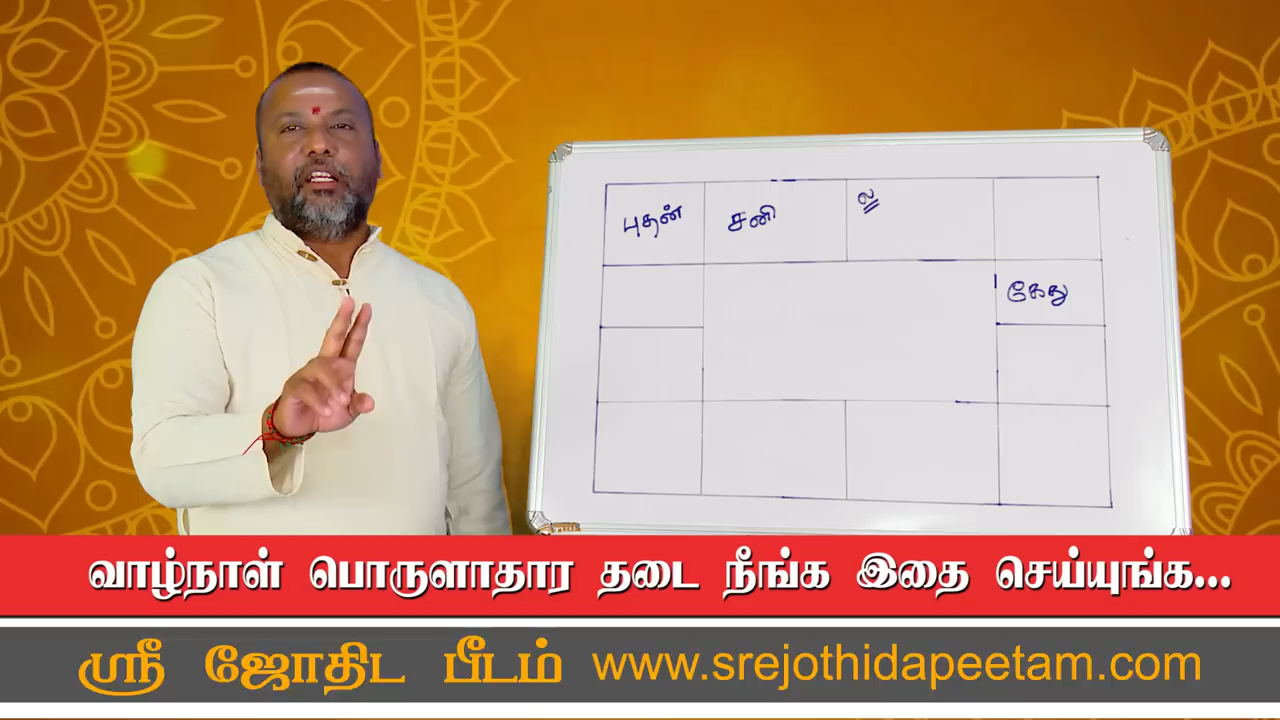 புதன்
சனி
ல
கேது
வாழ்நாள் பொருளாதார தடை நீங்க இதை செய்யுங்க...
ஸ்ரீ ஜோதிட பீடம் www.srejothidapeetam.com